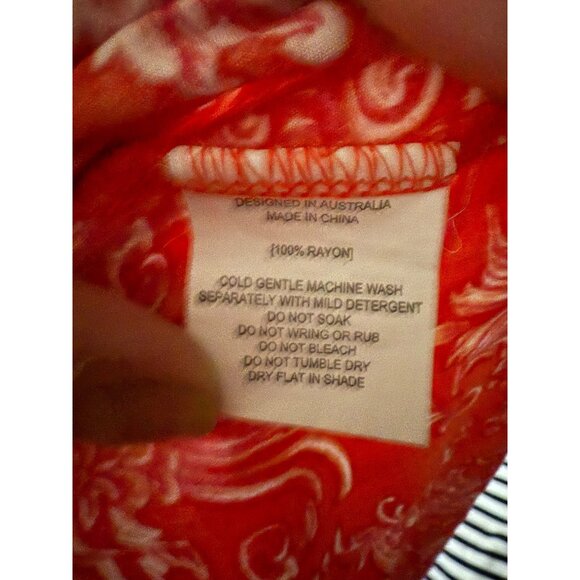 DESIGNED IN AUSTRALIA
MADE IN CHINA
[100% RAYON]
COLD GENTLE MACHINE WASH
SEPARATELY WITH MILD DETERGENT
DO NOT SOAK
DO NOT WRING OR RUB
DO NOT BLEACH
DO NOT TUMBLE DRY
DRY FLAT IN SHADE